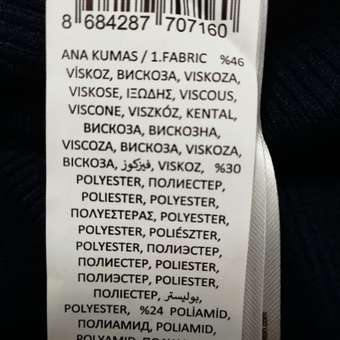 8 684287 707160
ANA KUMAS / 1.FABRIC %46
VİSKOZ, ВИСКОЗА, VISKOZA,
VISKOSE, ΙΞΩΔΗΣ, VISCOUS,
VISCONE, VISZKÓZ, KENTAL,
ВИСКОЗА, ВИСКОЗНА,
VISCOZA, ВИСКОЗА, VISKOZA,
ВІСКОЗА, فيزكوز, VISKOZ, %30
POLYESTER, ПОЛИЕСТЕР,
POLIESTER, POLYESTER,
ΠΟΛΥΕΣΤΕΡΑΣ, POLYESTER,
POLYESTER, POLIÉSZTER,
POLYESTER, ПОЛИЭСТЕР,
ПОЛИЕСТЕР, POLIESTER,
ПОЛИЭСТЕР, POLIESTER,
ПОЛІЕСТЕР, بوليستر,
POLYESTER, %24 POLİAMİD,
ПОЛИАМИД, POLIAMID,